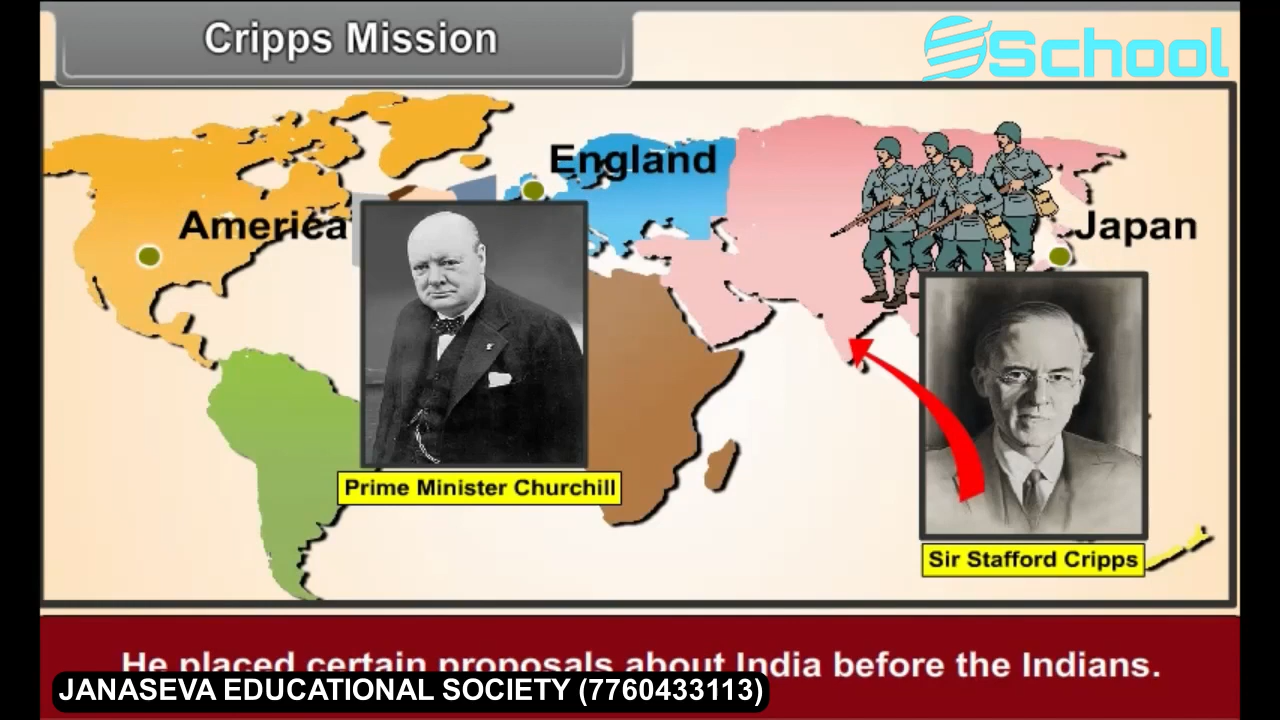 Cripps Mission
School
England
America
Japan
Prime Minister Churchill
Sir Stafford Cripps
He placed certain proposals about India before the Indians.
JANASEVA EDUCATIONAL SOCIETY (7760433113)